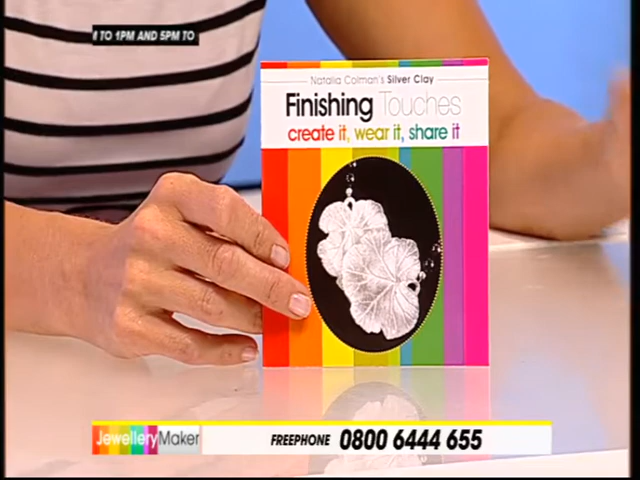 1 TO 1PM AND 5PM TO
Natalia Colman's Silver Clay
Finishing Touches
create it, wear it, share it
JewelleryMaker
FREEPHONE 0800 6444 655